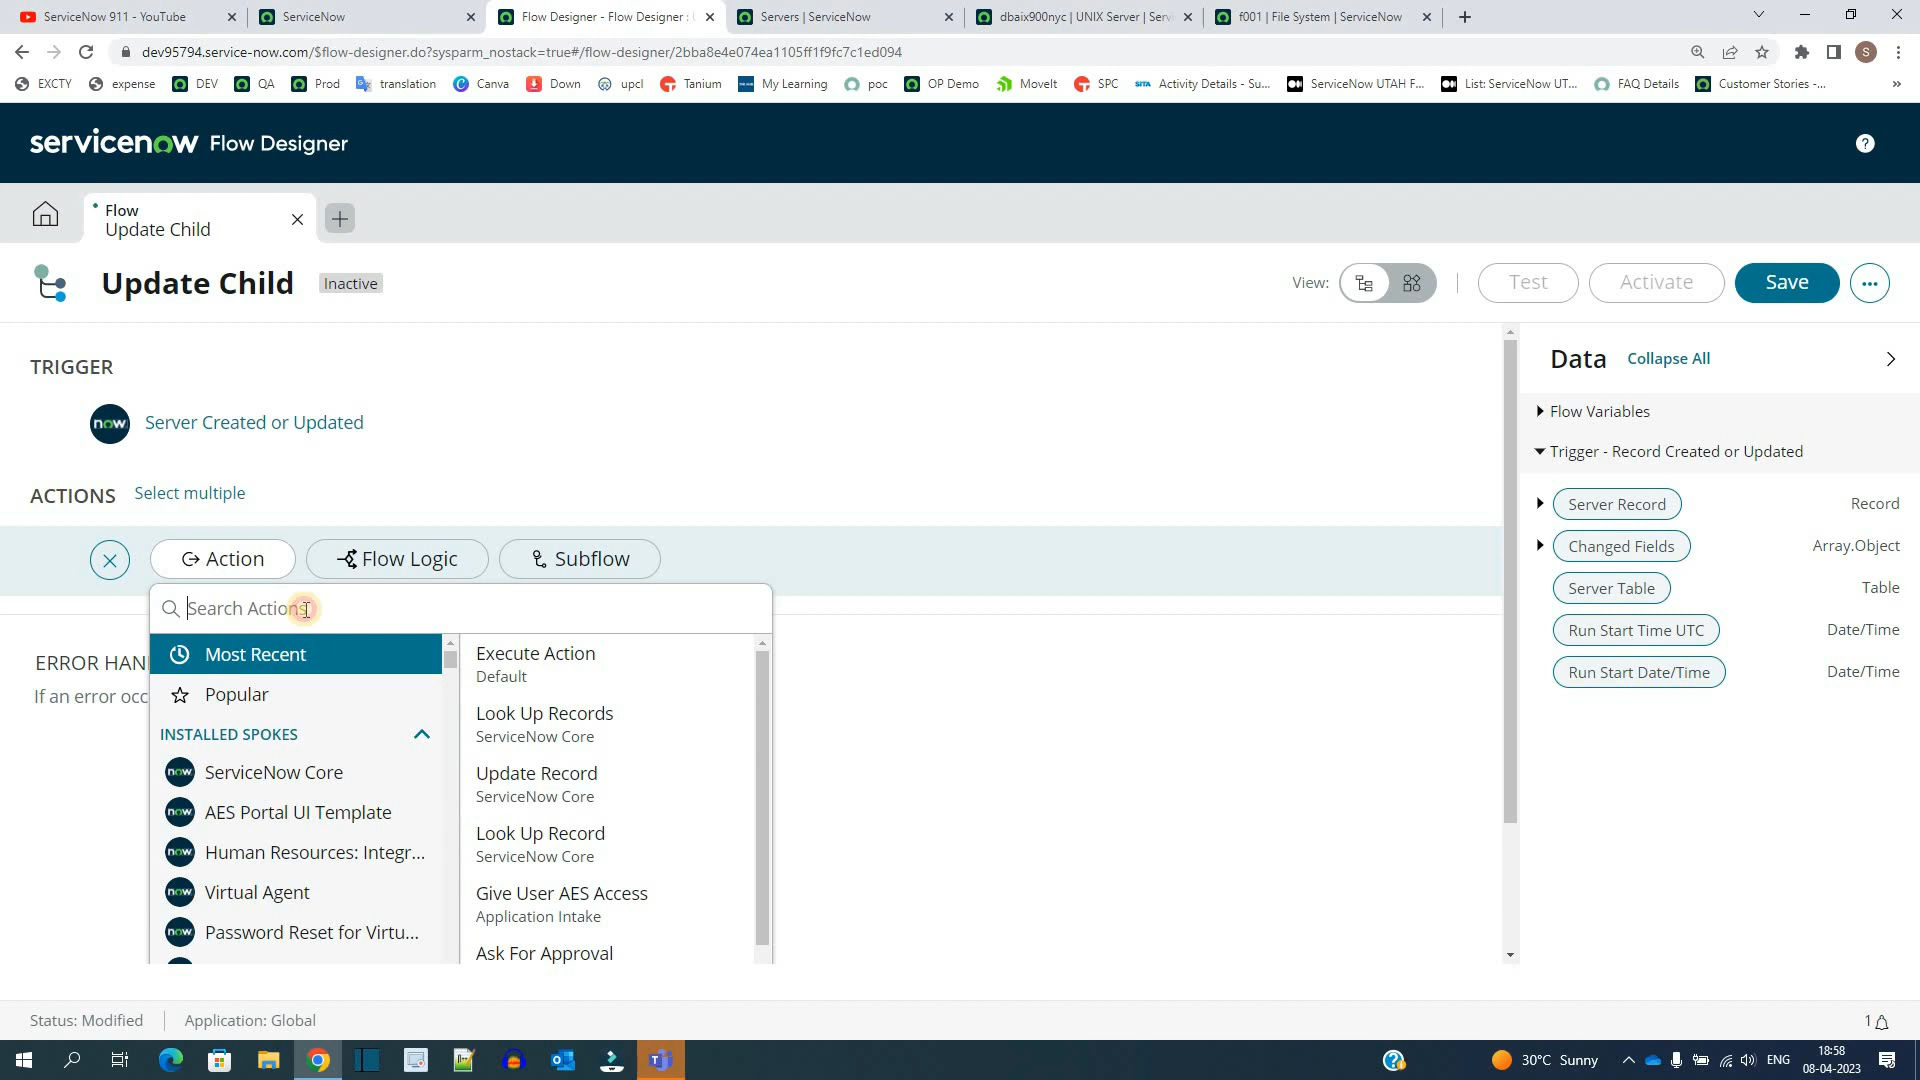 ServiceNow 911 - YouTube
ServiceNow
Flow Designer - Flow Designer :
Servers | ServiceNow
dbaix900nyc | UNIX Server | Serv
f001 | File System | ServiceNow
dev95794.service-now.com/$flow-designer.do?sysparm_nostack=true#/flow-designer/2bba8e4e074ea1105ff1f9fc7c1ed094
S
EXCTY expense DEV QA Prod translation Canva Down upcl Tanium My Learning poc OP Demo MoveIt SPC Activity Details - Su... ServiceNow UTAH F... List: ServiceNow UT... FAQ Details Customer Stories -... »
servicenow Flow Designer
?
Flow
Update Child
Update Child Inactive
View: Test Activate Save ...
TRIGGER
now. Server Created or Updated
ACTIONS Select multiple
Action Flow Logic Subflow
Search Actions
Most Recent
Popular
INSTALLED SPOKES
now ServiceNow Core
now AES Portal UI Template
now Human Resources: Integr...
now Virtual Agent
now Password Reset for Virtu...
Execute Action
Default
Look Up Records
ServiceNow Core
Update Record
ServiceNow Core
Look Up Record
ServiceNow Core
Give User AES Access
Application Intake
Ask For Approval
ERROR HAN
If an error occ
Data Collapse All
Flow Variables
Trigger - Record Created or Updated
Server Record Record
Changed Fields Array.Object
Server Table Table
Run Start Time UTC Date/Time
Run Start Date/Time Date/Time
Status: Modified Application: Global
1
30°C Sunny
ENG
18:58
08-04-2023